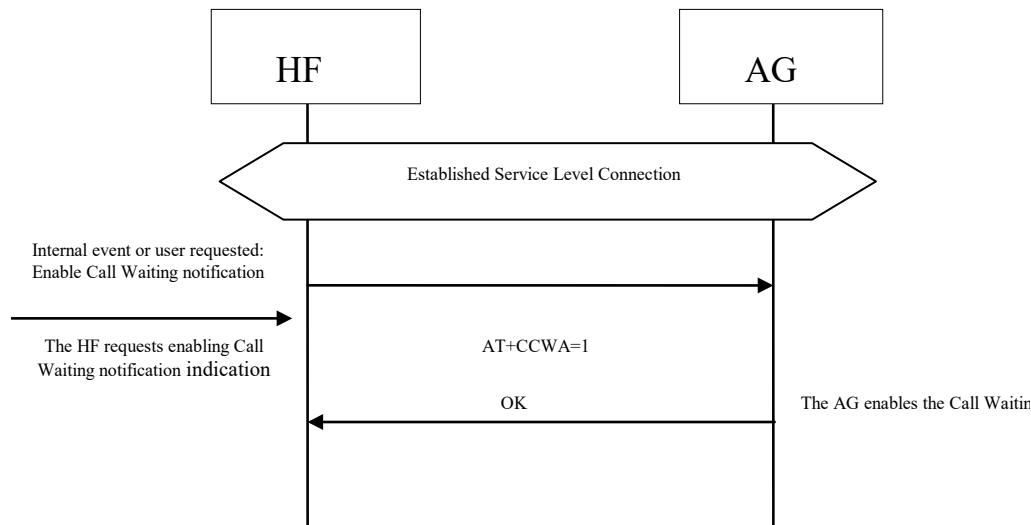 HF
AG
Established Service Level Connection
Internal event or user requested:
Enable Call Waiting notification
The HF requests enabling Call
Waiting notification indication
AT+CCWA=1
OK
The AG enables the Call Waitin